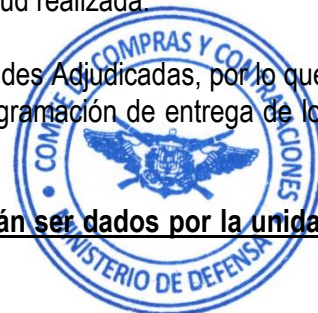 ud realizada.
des Adjudicadas, por lo que
gramación de entrega de lo
án ser dados por la unida
COMITÉ DE COMPRAS Y CONTRATACIONES
MINISTERIO DE DEFENSA